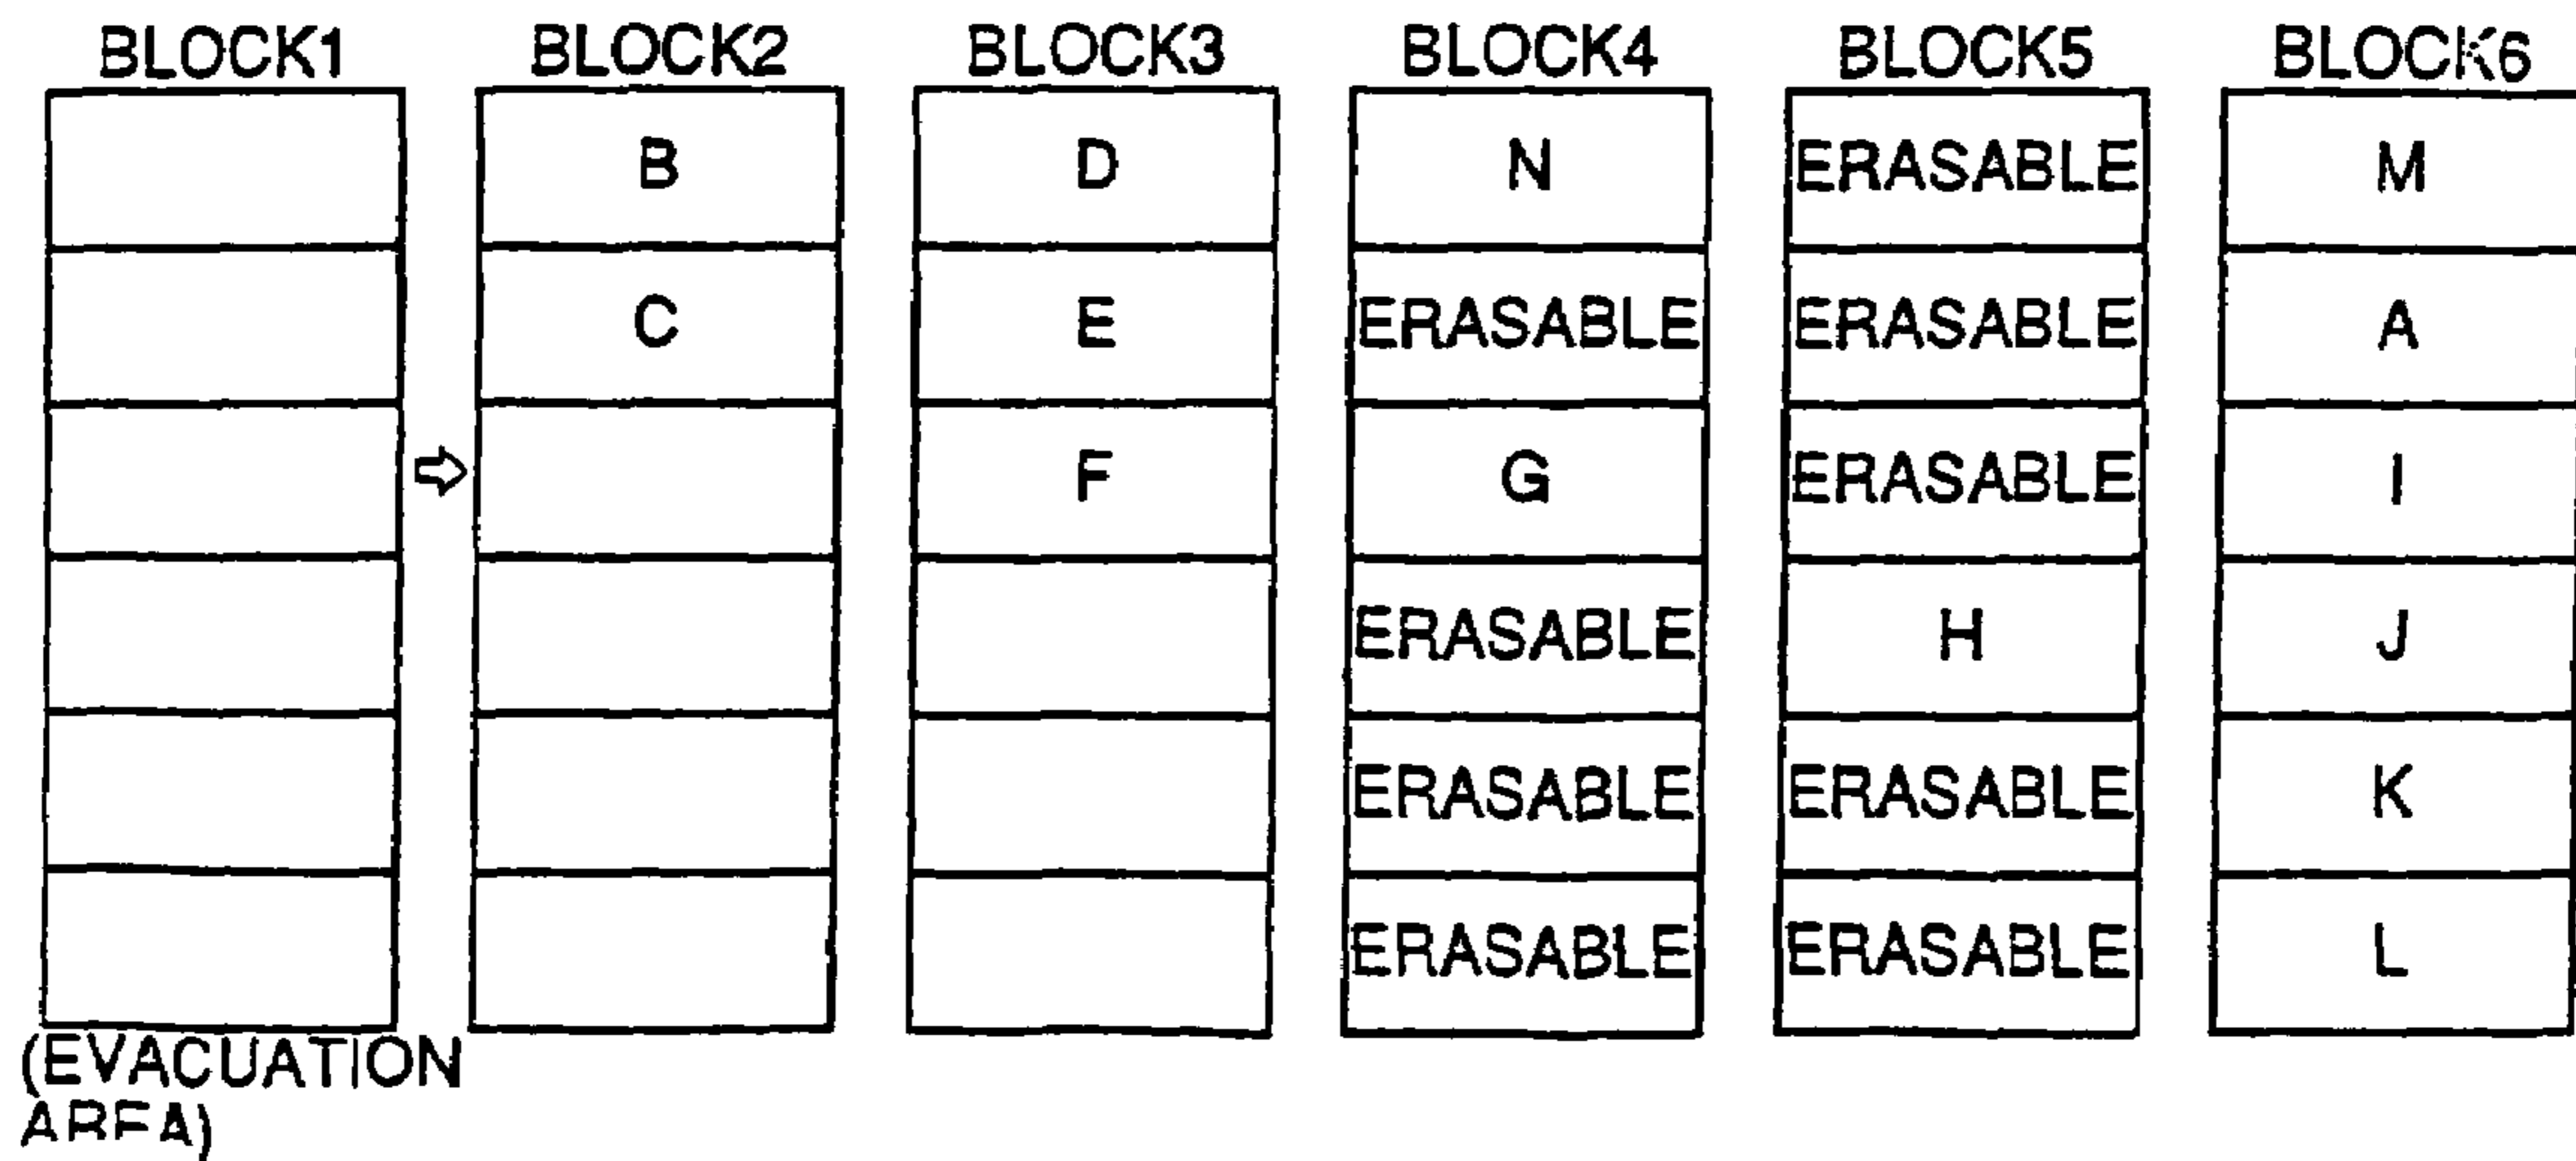 BLOCK1 BLOCK2 BLOCK3 BLOCK4 BLOCK5 BLOCK6
B D N ERASABLE M
C E ERASABLE ERASABLE A
F G ERASABLE I
ERASABLE H J
ERASABLE ERASABLE K
ERASABLE ERASABLE L
(EVACUATION
AREA)